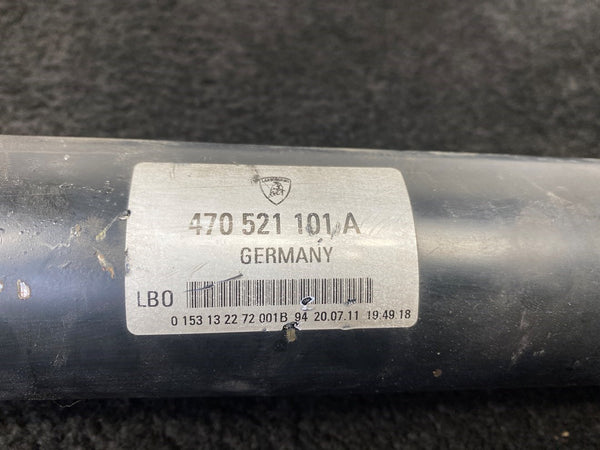 470 521 101 A
GERMANY
LBO
0 153 13 22 72 001B 94 20.07.11 19 49 18